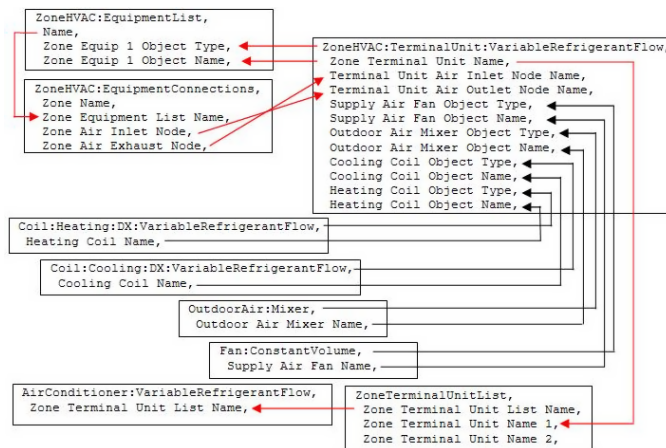 ZoneHVAC:EquipmentList,
Name,
Zone Equip 1 Object Type,
Zone Equip 1 Object Name,
ZoneHVAC:EquipmentConnections,
Zone Name,
Zone Equipment List Name,
Zone Air Inlet Node,
Zone Air Exhaust Node,
ZoneHVAC:TerminalUnit:VariableRefrigerantFlow,
Zone Terminal Unit Name,
Terminal Unit Air Inlet Node Name,
Terminal Unit Air Outlet Node Name,
Supply Air Fan Object Type,
Supply Air Fan Object Name,
Outdoor Air Mixer Object Type,
Outdoor Air Mixer Object Name,
Cooling Coil Object Type,
Cooling Coil Object Name,
Heating Coil Object Type,
Heating Coil Object Name,
Coil:Heating:DX:VariableRefrigerantFlow,
Heating Coil Name,
Coil:Cooling:DX:VariableRefrigerantFlow,
Cooling Coil Name,
OutdoorAir:Mixer,
Outdoor Air Mixer Name,
Fan:ConstantVolume,
Supply Air Fan Name,
AirConditioner:VariableRefrigerantFlow,
Zone Terminal Unit List Name,
ZoneTerminalUnitList,
Zone Terminal Unit List Name,
Zone Terminal Unit Name 1,
Zone Terminal Unit Name 2,